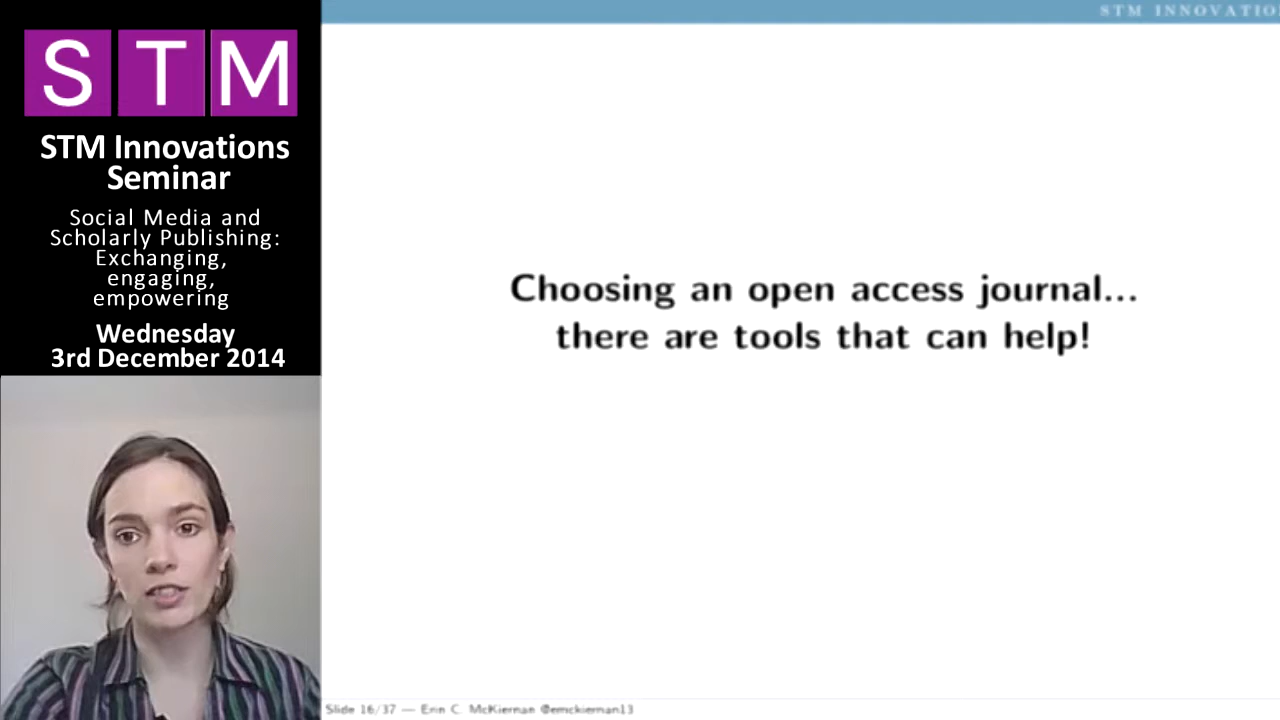 STM
STM Innovations
Seminar
Social Media and
Scholarly Publishing:
Exchanging,
engaging,
empowering
Wednesday
3rd December 2014
STM INNOVATIO
Choosing an open access journal...
there are tools that can help!
Slide 16/37 — Erin C. McKiernan @emckiernan13